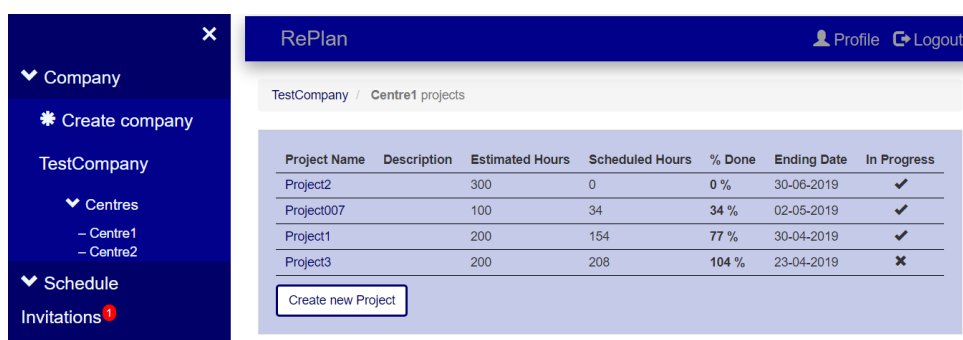 RePlan
Profile
Logout
Company
Create company
TestCompany
Centres
– Centre1
– Centre2
Schedule
Invitations 1
TestCompany / Centre1 projects
Project Name Description Estimated Hours Scheduled Hours % Done Ending Date In Progress
Project2 300 0 0 % 30-06-2019 ✔
Project007 100 34 34 % 02-05-2019 ✔
Project1 200 154 77 % 30-04-2019 ✔
Project3 200 208 104 % 23-04-2019 ✖
Create new Project